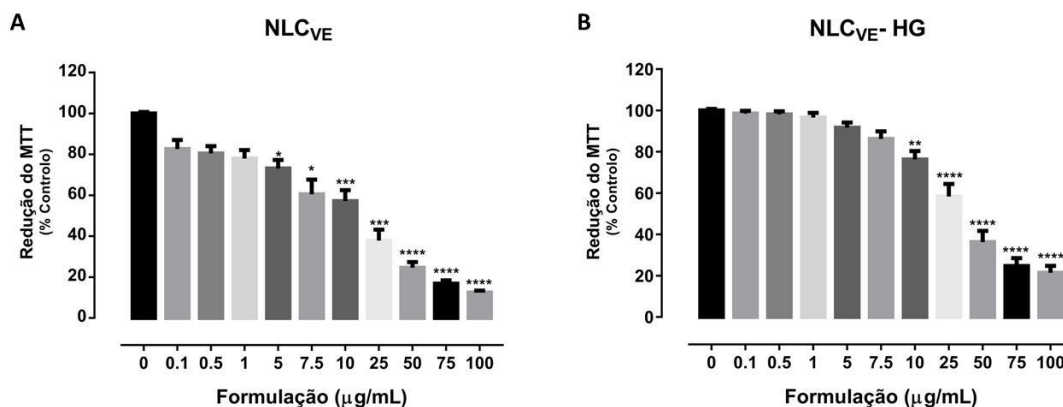 A
NLCVE
120
100
80
60
40
20
0
Redução do MTT
(% Controlo)
*
*
***
***
****
****
****
0 0.1 0.5 1 5 7.5 10 25 50 75 100
Formulação (μg/mL)
B
NLCVE- HG
120
100
80
60
40
20
0
Redução do MTT
(% Controlo)
**
****
****
****
****
0 0.1 0.5 1 5 7.5 10 25 50 75 100
Formulação (μg/mL)